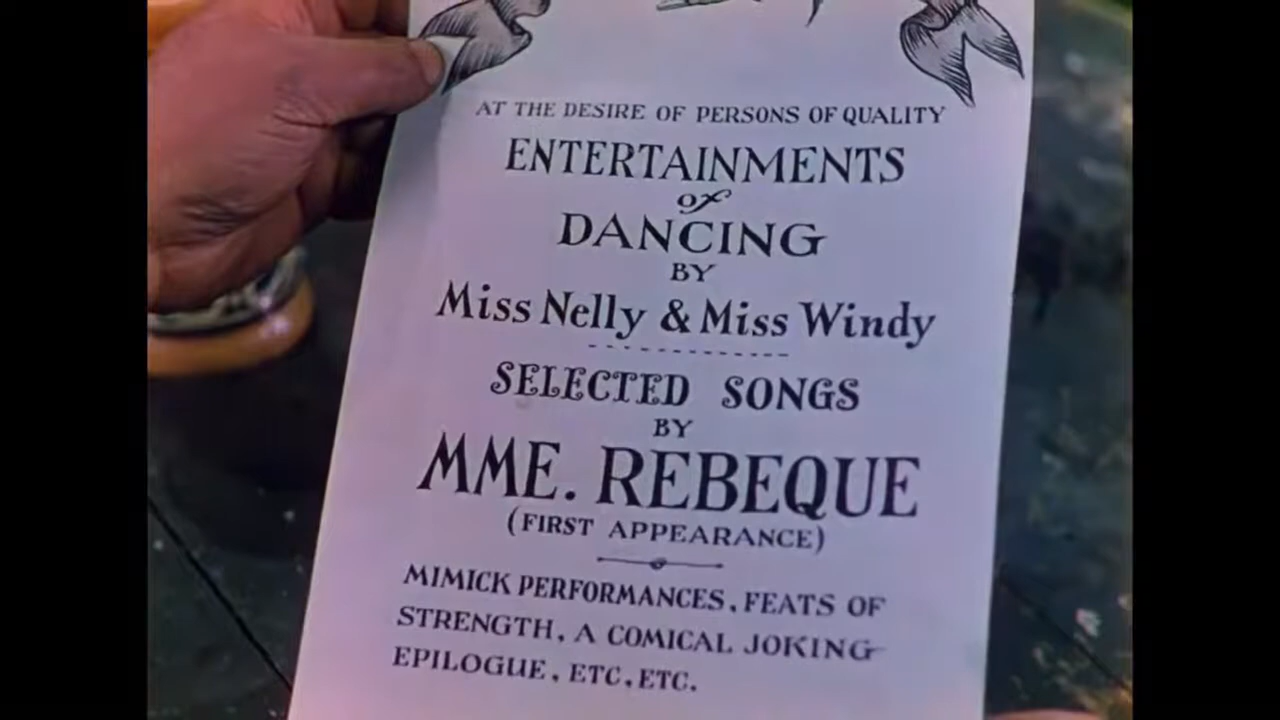 AT THE DESIRE OF PERSONS OF QUALITY
ENTERTAINMENTS
of
DANCING
BY
Miss Nelly & Miss Windy
SELECTED SONGS
BY
MME. REBEQUE
(FIRST APPEARANCE)
MIMICK PERFORMANCES, FEATS OF
STRENGTH, A COMICAL JOKING
EPILOGUE, ETC, ETC.